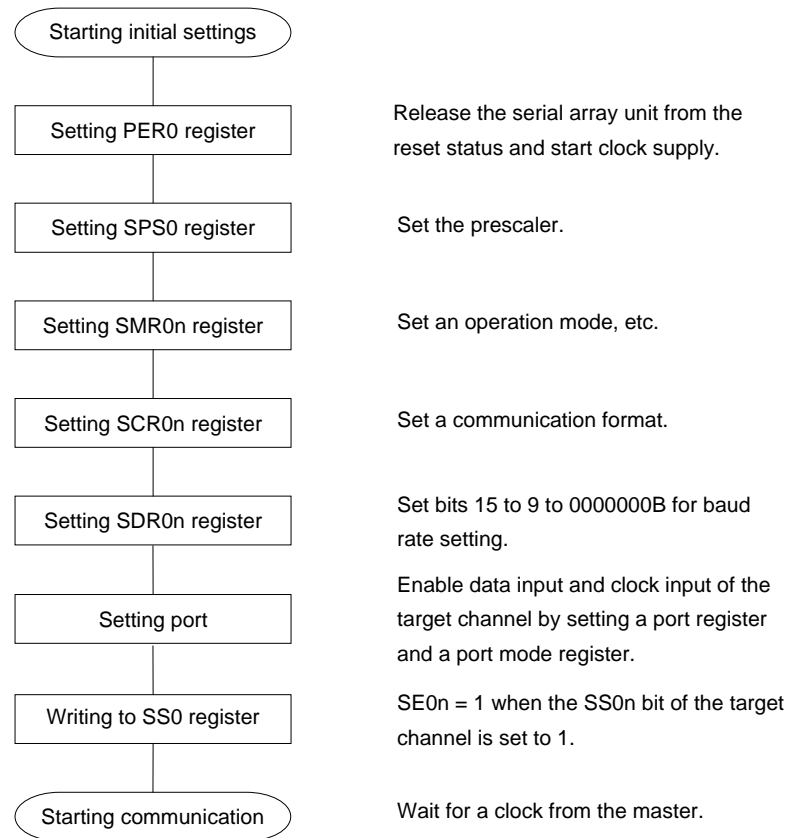 Starting initial settings
Setting PER0 register
Release the serial array unit from the
reset status and start clock supply.
Setting SPS0 register
Set the prescaler.
Setting SMR0n register
Set an operation mode, etc.
Setting SCR0n register
Set a communication format.
Setting SDR0n register
Set bits 15 to 9 to 0000000B for baud
rate setting.
Setting port
Enable data input and clock input of the
target channel by setting a port register
and a port mode register.
Writing to SS0 register
SE0n = 1 when the SS0n bit of the target
channel is set to 1.
Starting communication
Wait for a clock from the master.